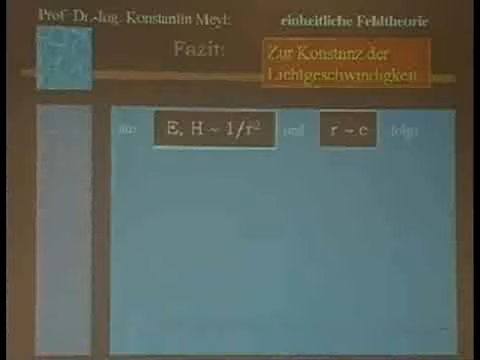 Prof. Dr.-Ing. Konstantin Meyl:
einheitliche Feldtheorie
Fazit:
Zur Konstanz der
Lichtgeschwindigkeit
aus E, H ~ 1/r² und r ~ c folgt